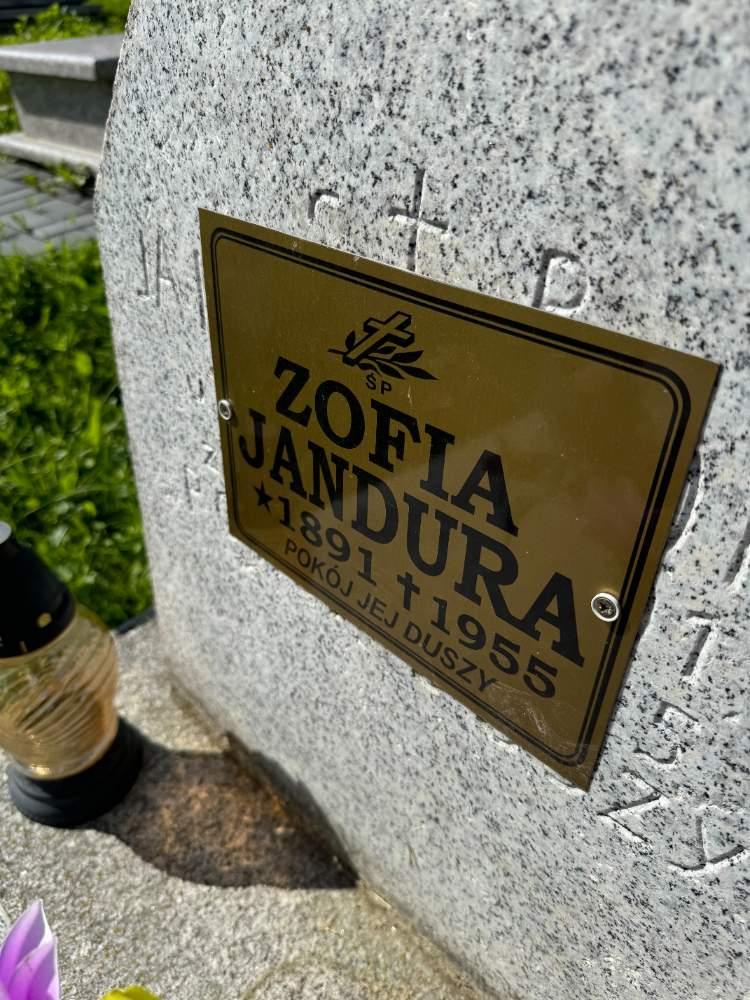 ŚP
ZOFIA
JANDURA
★1891 ✝1955
POKÓJ JEJ DUSZY